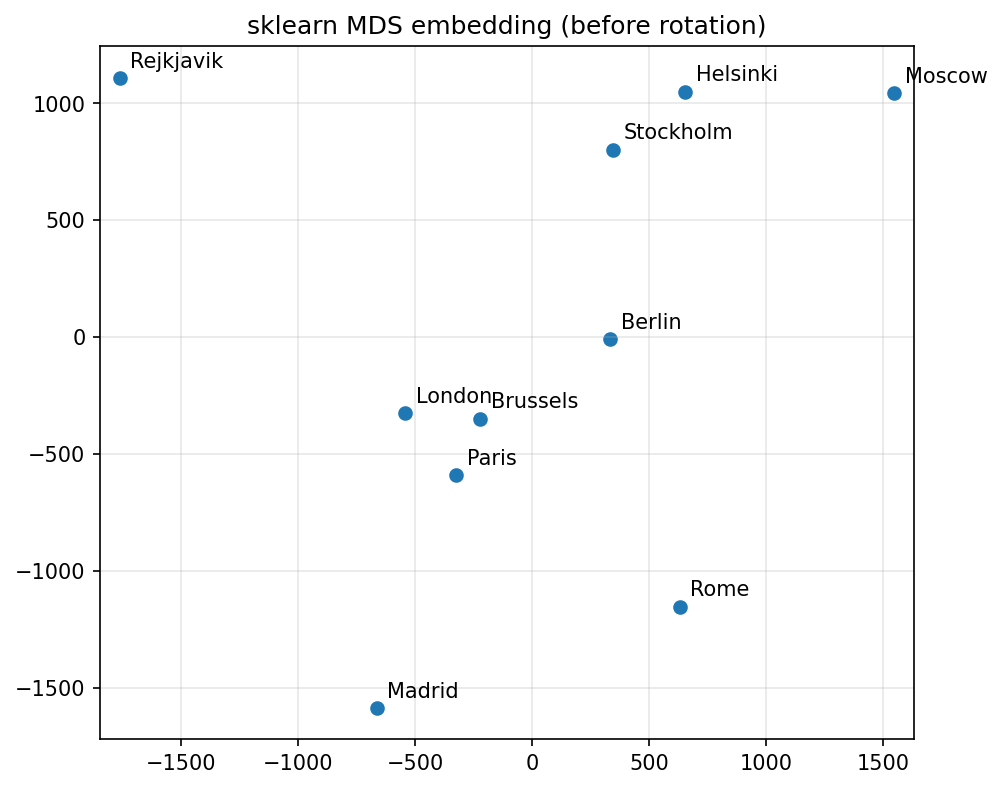 sklearn MDS embedding (before rotation)
Rejkjavik
Helsinki
Moscow
Stockholm
Berlin
London
Brussels
Paris
Rome
Madrid
1000
500
0
−500
−1000
−1500
−1500
−1000
−500
0
500
1000
1500